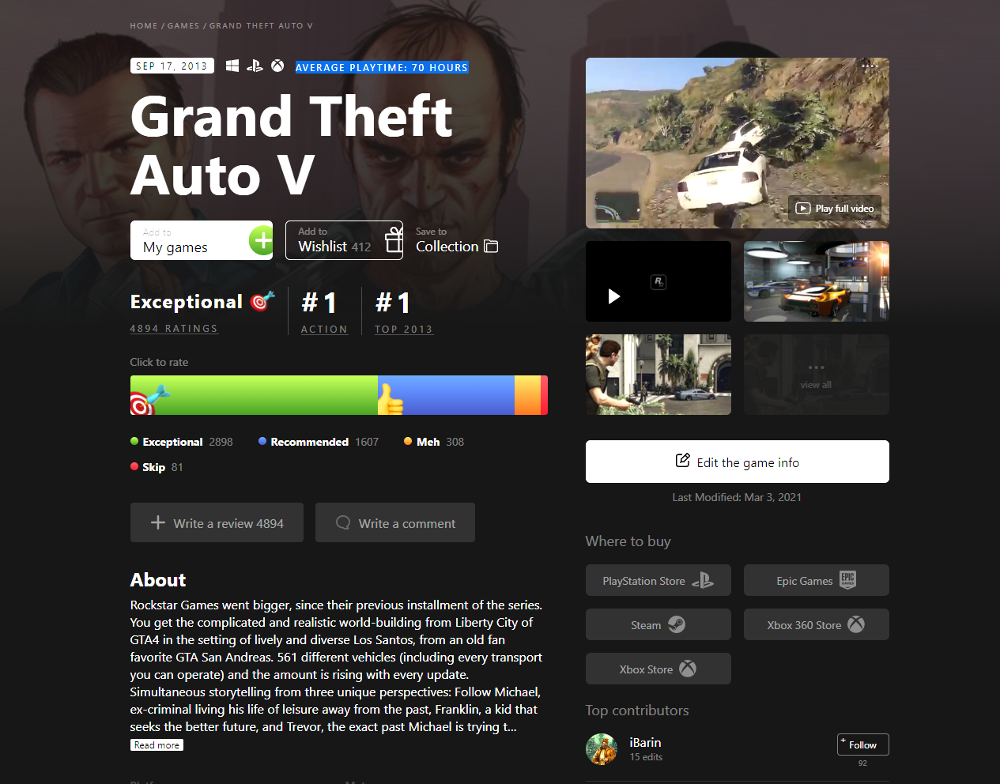 HOME / GAMES / GRAND THEFT AUTO V
SEP 17, 2013
AVERAGE PLAYTIME: 70 HOURS
Grand Theft
Auto V
Add to
My games
Add to
Wishlist 412
Save to
Collection
Exceptional
4894 RATINGS
#1
ACTION
#1
TOP 2013
Click to rate
Exceptional 2898
Recommended 1607
Meh 308
Skip 81
Write a review 4894
Write a comment
About
Rockstar Games went bigger, since their previous installment of the series.
You get the complicated and realistic world-building from Liberty City of
GTA4 in the setting of lively and diverse Los Santos, from an old fan
favorite GTA San Andreas. 561 different vehicles (including every transport
you can operate) and the amount is rising with every update.
Simultaneous storytelling from three unique perspectives: Follow Michael,
ex-criminal living his life of leisure away from the past, Franklin, a kid that
seeks the better future, and Trevor, the exact past Michael is trying t...
Read more
Play full video
view all
Edit the game info
Last Modified: Mar 3, 2021
Where to buy
PlayStation Store
Epic Games
EPIC
GAMES
Steam
Xbox 360 Store
Xbox Store
Top contributors
iBarin
15 edits
+ Follow
92